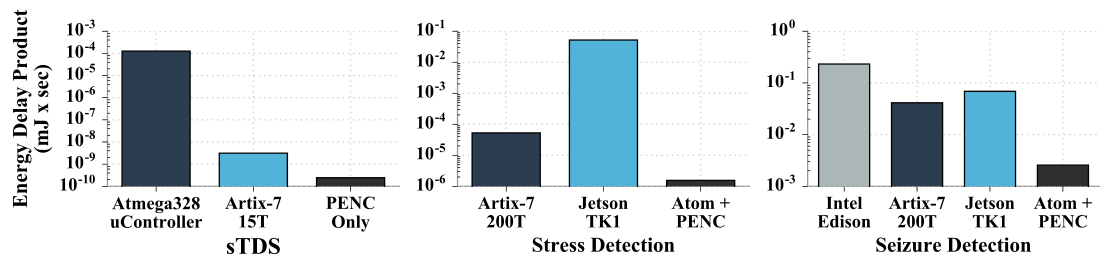 Energy Delay Product
(mJ x sec)
10^-3
10^-4
10^-5
10^-6
10^-7
10^-8
10^-9
10^-10
Atmega328
uController
Artix-7
15T
PENC
Only
sTDS
10^-1
10^-2
10^-3
10^-4
10^-5
10^-6
Artix-7
200T
Jetson
TK1
Atom +
PENC
Stress Detection
10^0
10^-1
10^-2
10^-3
Intel
Edison
Artix-7
200T
Jetson
TK1
Atom +
PENC
Seizure Detection